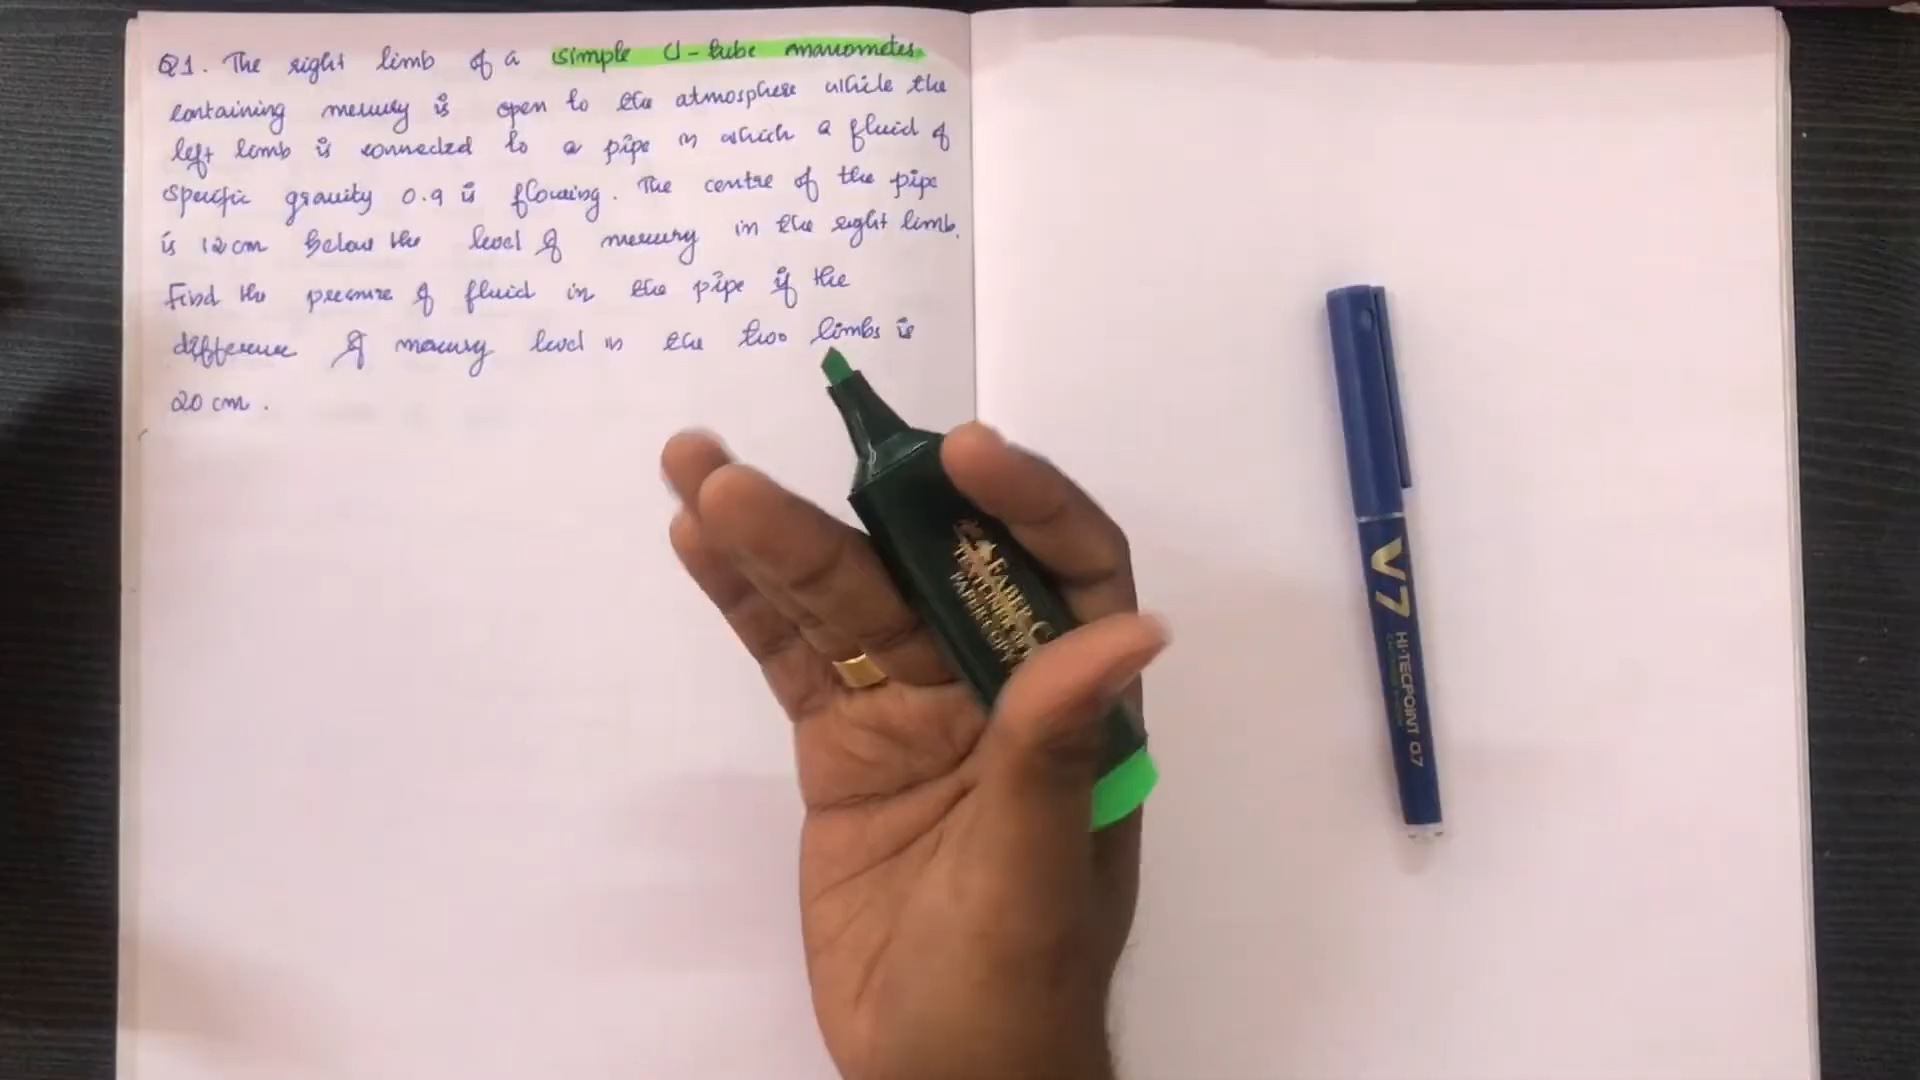 Q1. The right limb of a simple U-tube manometer
containing mercury is open to the atmosphere while the
left limb is connected to a pipe in which a fluid of
specific gravity 0.9 is flowing. The centre of the pipe
is 12 cm below the level of mercury in the right limb.
Find the pressure of fluid in the pipe if the
difference of mercury level in the two limbs is
20 cm.
FABER C
TEXTLINER
PAPER COPY
V7
HI-TECPOINT 0.7